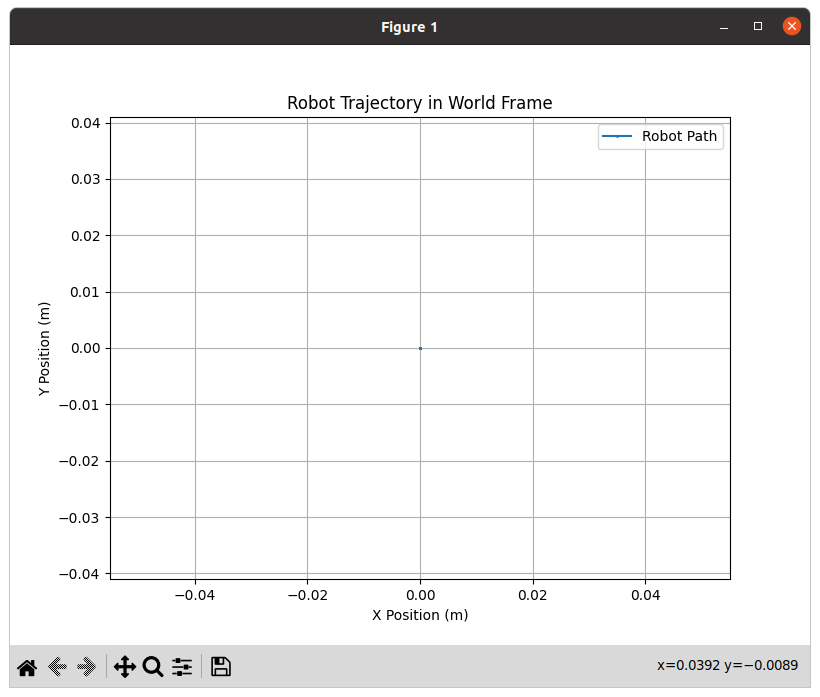 Figure 1
Robot Trajectory in World Frame
Robot Path
0.04
0.03
0.02
0.01
0.00
−0.01
−0.02
−0.03
−0.04
Y Position (m)
−0.04 −0.02 0.00 0.02 0.04
X Position (m)
x=0.0392 y=−0.0089